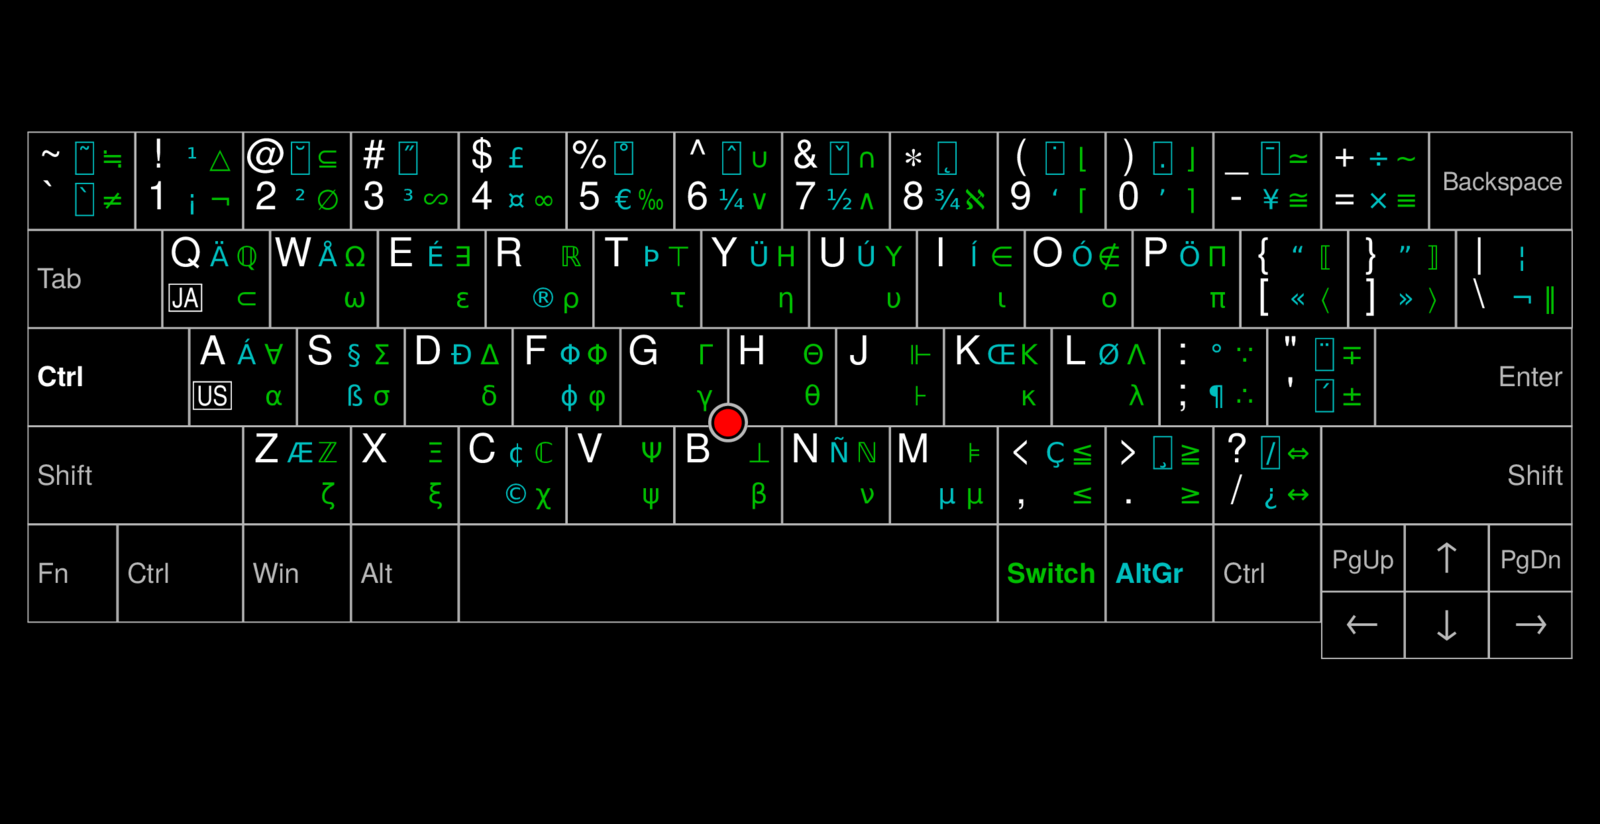 ~ ˜ ≒ ! ¹ △ @ ˘ ⊆ # ˝ $ £ % ° ^ ˆ ∪ & ˇ ∩ * ˛ ( ˙ ⌊ ) . ⌋ _ ¯ ≃ + ÷ ∼ Backspace
` ` ≠ 1 ¡ ¬ 2 ² ∅ 3 ³ ∽ 4 ¤ ∞ 5 € ‰ 6 ¼ ∨ 7 ½ ∧ 8 ¾ ℵ 9 ‘ ⌈ 0 ’ ⌉ - ¥ ≅ = × ≡
Tab Q Ä ℚ W Å Ω E É ∃ R ℝ T Þ ⊤ Y Ü Η U Ú Υ I Í ∈ O Ó ∉ P Ö Π { “ ⟦ } ” ⟧ | ¦
JA ⊂ ω ε ® ρ τ η υ ι ο π [ « 〈 ] » 〉 \ ¬ ∥
Ctrl A Á ∀ S § Σ D Ð Δ F Φ Φ G Γ H Θ J ⊩ K Œ Κ L Ø Λ : ° ∵ " ¨ ∓ Enter
US α ß σ δ ϕ φ γ θ ⊦ κ λ ; ¶ ∴ ' ´ ±
Shift Z Æ ℤ X Ξ C ¢ ℂ V Ψ B ⊥ N Ñ ℕ M ⊧ < Ç ≦ > ¸ ≧ ? / ⇔ Shift
ζ ξ © χ ψ β ν µ μ , ≤ . ≥ / ¿ ↔
Fn Ctrl Win Alt Switch AltGr Ctrl PgUp ↑ PgDn
← ↓ →